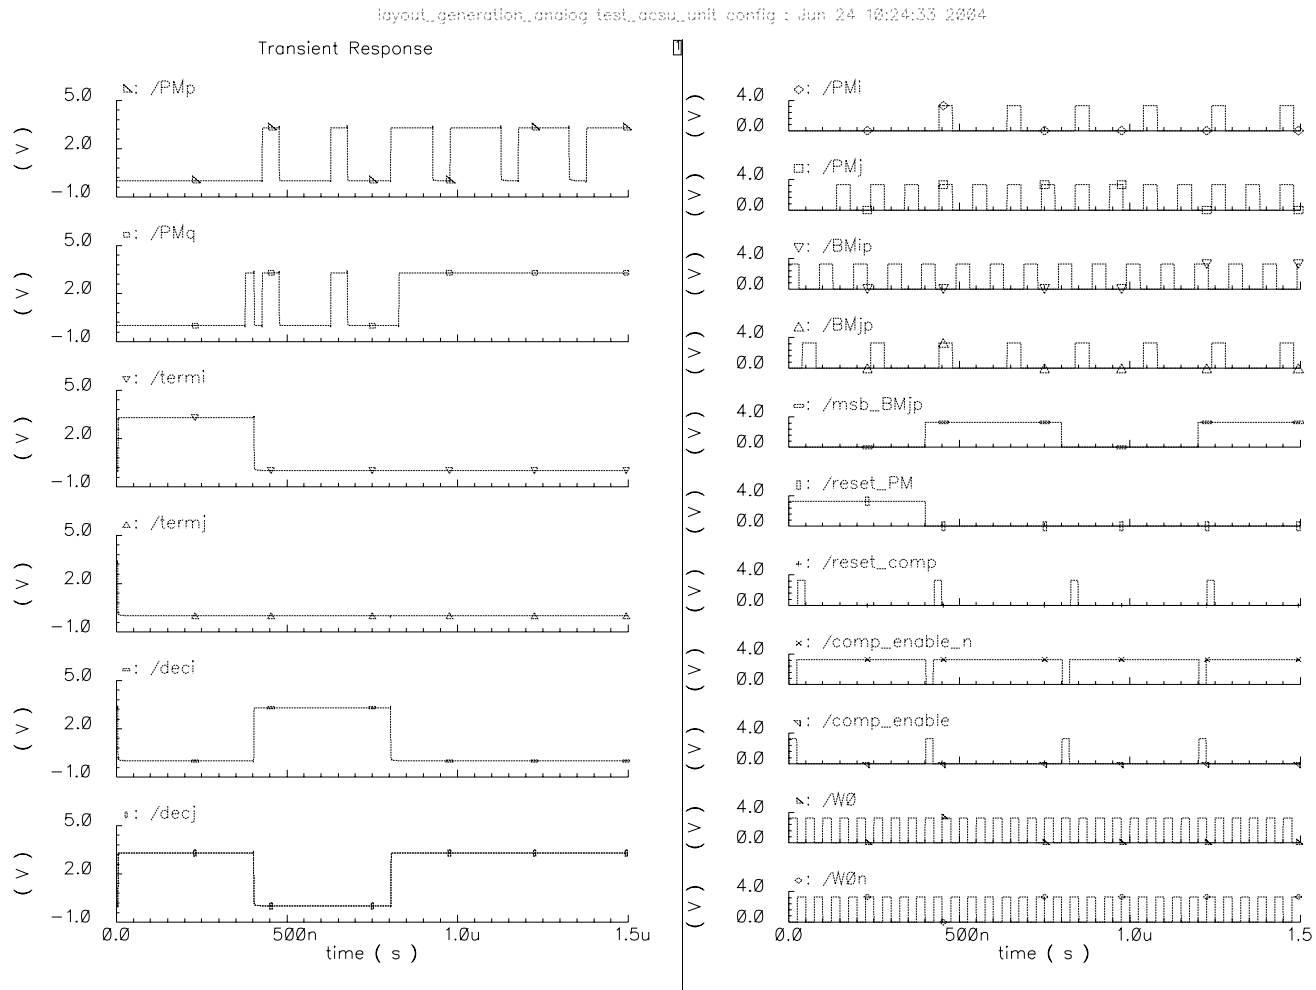 layout_generation_analog test_acsu_unit config : Jun 24 10:24:33 2004
Transient Response
1
: /PMp
5.0
2.0
−1.0
( V )
: /PMq
5.0
2.0
−1.0
( V )
: /termi
5.0
2.0
−1.0
( V )
: /termj
5.0
2.0
−1.0
( V )
: /deci
5.0
2.0
−1.0
( V )
: /decj
5.0
2.0
−1.0
( V )
0.0 500n 1.0u 1.5u
time ( s )
: /PMi
4.0
0.0
( V )
: /PMj
4.0
0.0
( V )
: /BMip
4.0
0.0
( V )
: /BMjp
4.0
0.0
( V )
: /msb_BMjp
4.0
0.0
( V )
: /reset_PM
4.0
0.0
( V )
: /reset_comp
4.0
0.0
( V )
: /comp_enable_n
4.0
0.0
( V )
: /comp_enable
4.0
0.0
( V )
: /W0
4.0
0.0
( V )
: /W0n
4.0
0.0
( V )
0.0 500n 1.0u 1.5
time ( s )